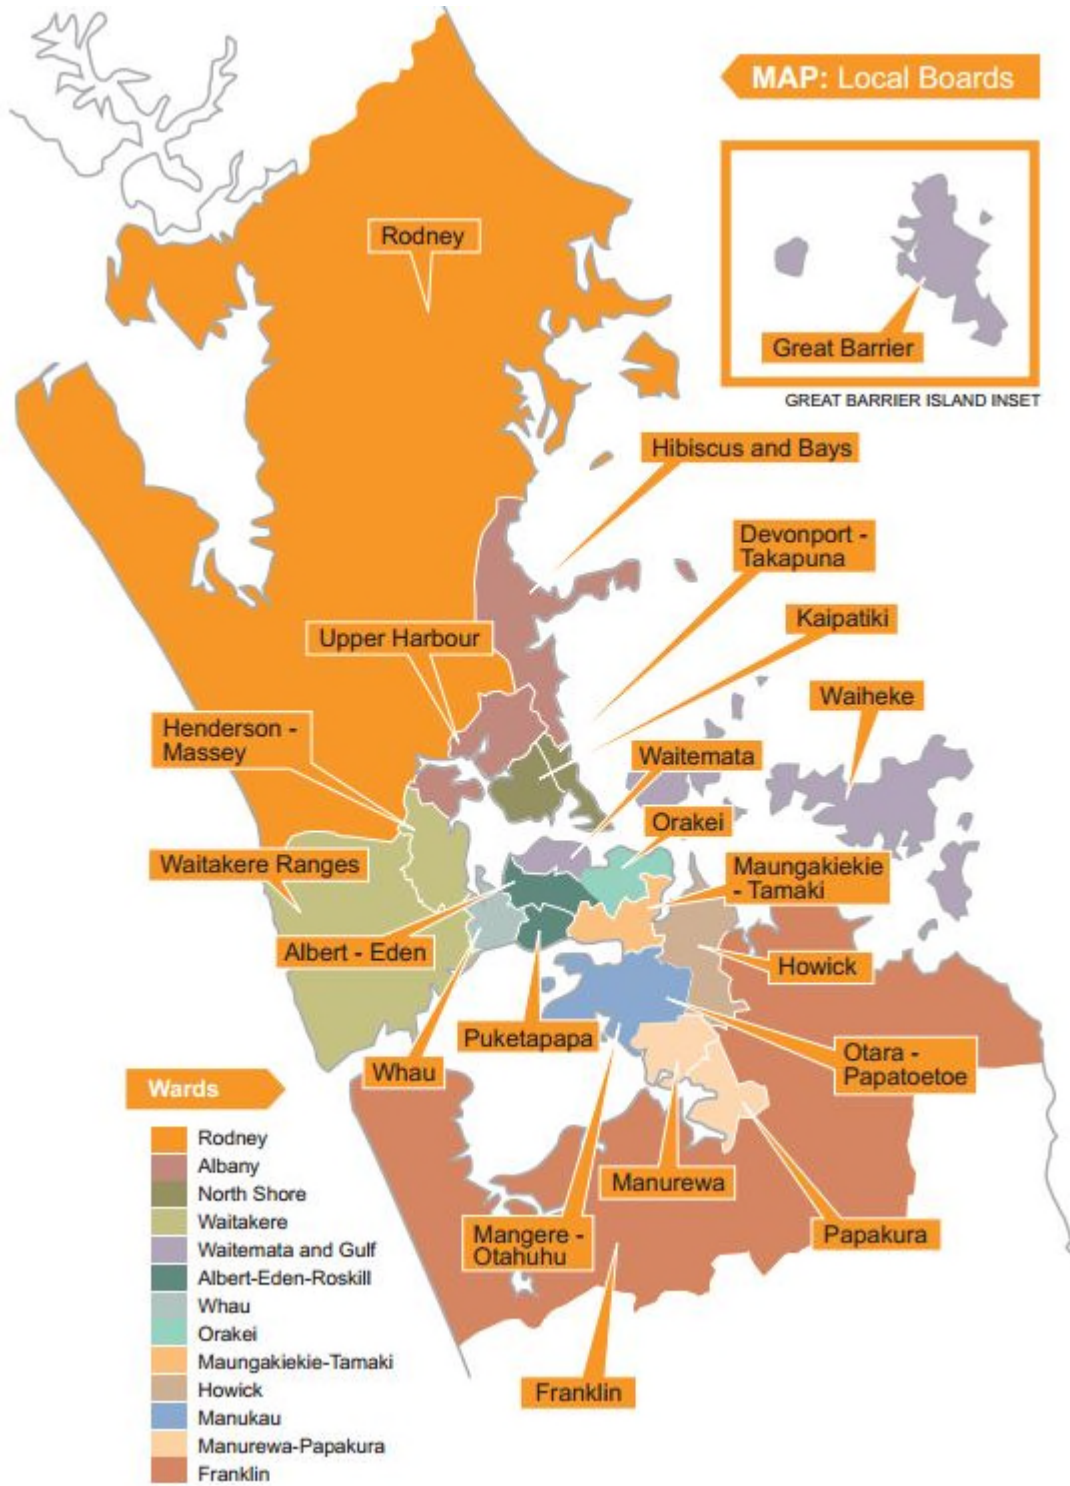 MAP: Local Boards
Rodney
Great Barrier
GREAT BARRIER ISLAND INSET
Hibiscus and Bays
Devonport -
Takapuna
Kaipatiki
Upper Harbour
Waiheke
Henderson -
Massey
Waitemata
Orakei
Waitakere Ranges
Maungakiekie
- Tamaki
Albert - Eden
Howick
Puketapapa
Otara -
Papatoetoe
Whau
Manurewa
Mangere -
Otahuhu
Papakura
Franklin
Wards
Rodney
Albany
North Shore
Waitakere
Waitemata and Gulf
Albert-Eden-Roskill
Whau
Orakei
Maungakiekie-Tamaki
Howick
Manukau
Manurewa-Papakura
Franklin